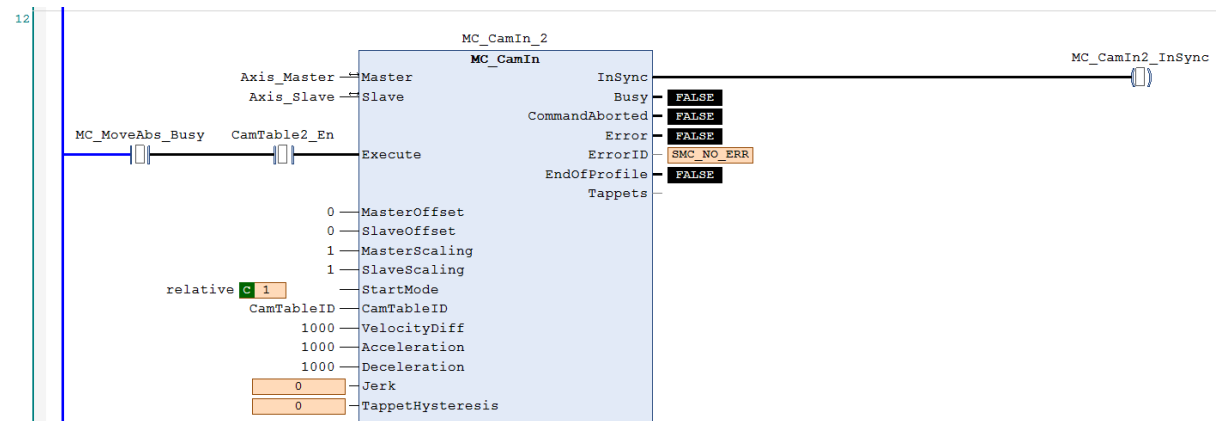 12
MC_CamIn_2
MC_CamIn
MC_CamIn2_InSync
Axis_Master Master InSync
Axis_Slave Slave Busy FALSE
CommandAborted FALSE
MC_MoveAbs_Busy CamTable2_En Error FALSE
Execute ErrorID SMC_NO_ERR
EndOfProfile FALSE
Tappets
0 MasterOffset
0 SlaveOffset
1 MasterScaling
1 SlaveScaling
relative C 1 StartMode
CamTableID CamTableID
1000 VelocityDiff
1000 Acceleration
1000 Deceleration
0 Jerk
0 TappetHysteresis